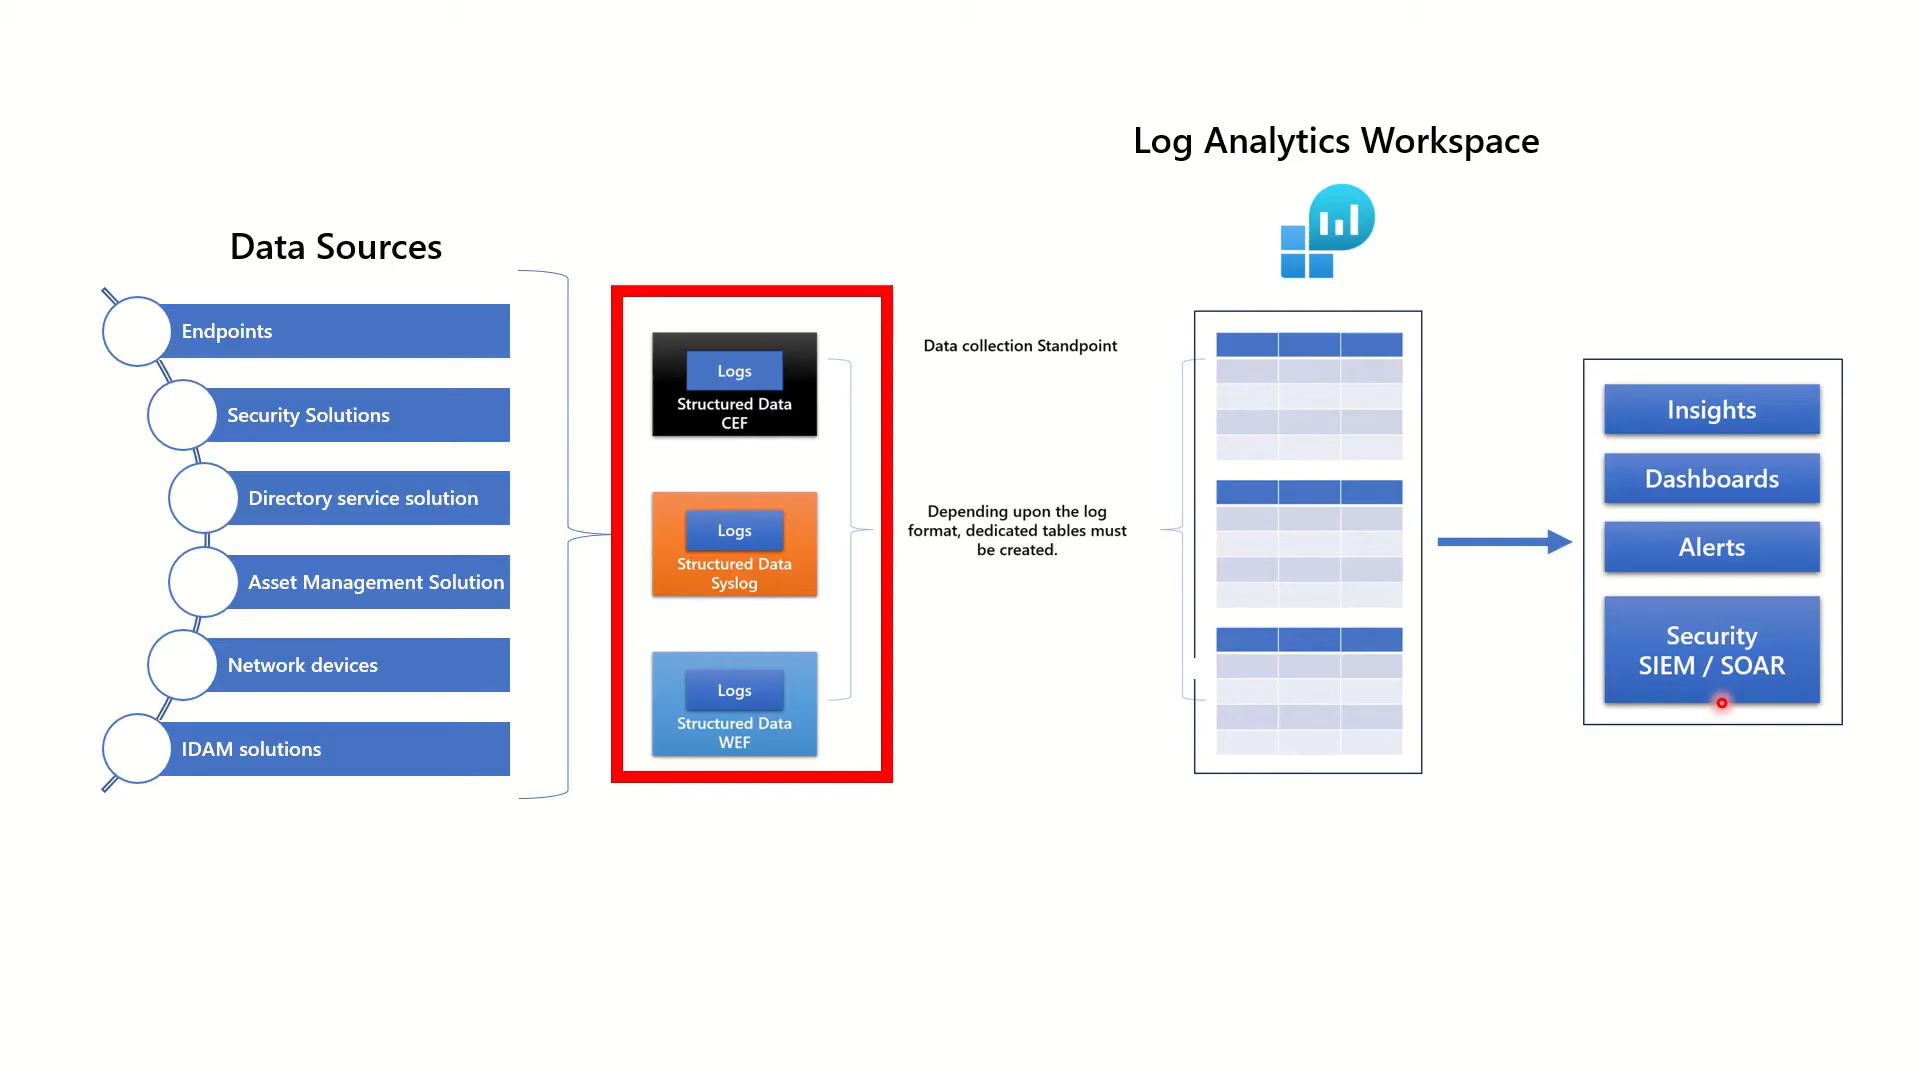 Log Analytics Workspace
Data Sources
Endpoints
Security Solutions
Directory service solution
Asset Management Solution
Network devices
IDAM solutions
Logs
Structured Data
CEF
Logs
Structured Data
Syslog
Logs
Structured Data
WEF
Data collection Standpoint
Depending upon the log
format, dedicated tables must
be created.
Insights
Dashboards
Alerts
Security
SIEM / SOAR